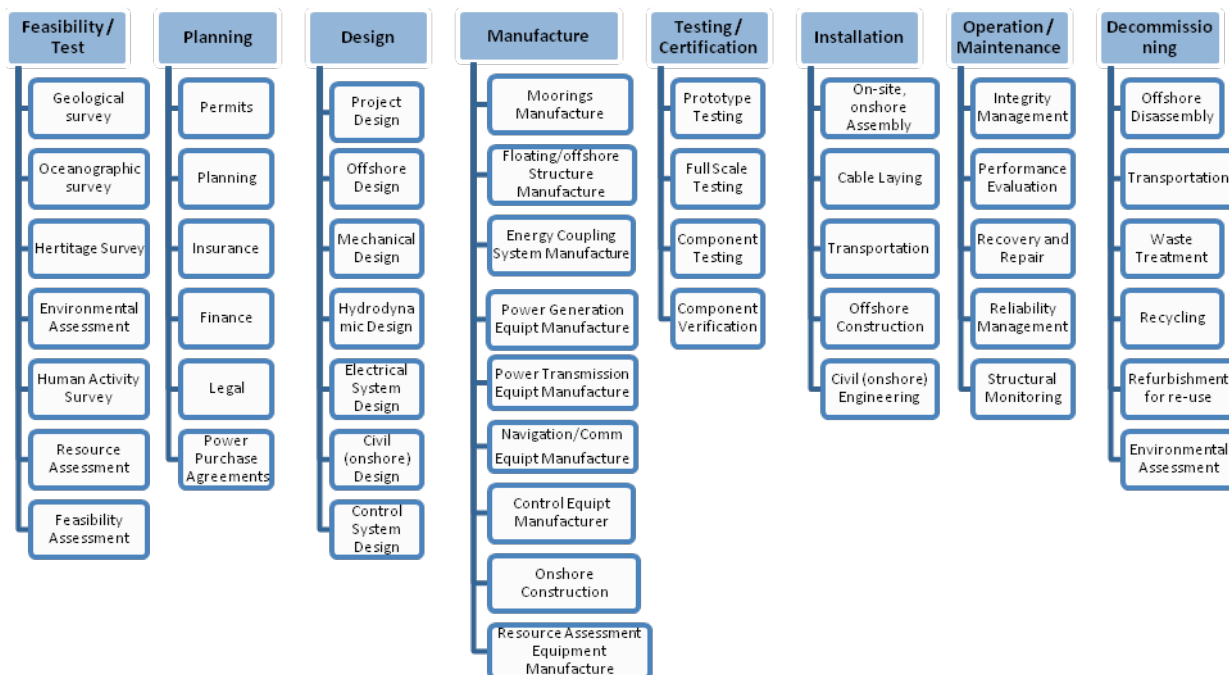 Feasibility /
Test
Geological
survey
Oceanographic
survey
Hertitage Survey
Environmental
Assessment
Human Activity
Survey
Resource
Assessment
Feasibility
Assessment
Planning
Permits
Planning
Insurance
Finance
Legal
Power
Purchase
Agreements
Design
Project
Design
Offshore
Design
Mechanical
Design
Hydrodyna
mic Design
Electrical
System
Design
Civil
(onshore)
Design
Control
System
Design
Manufacture
Moorings
Manufacture
Floating/offshore
Structure
Manufacture
Energy Coupling
System Manufacture
Power Generation
Equipt Manufacture
Power Transmission
Equipt Manufacture
Navigation/Comm
Equipt Manufacture
Control Equipt
Manufacturer
Onshore
Construction
Resource Assessment
Equipment
Manufacture
Testing /
Certification
Prototype
Testing
Full Scale
Testing
Component
Testing
Component
Verification
Installation
On-site,
onshore
Assembly
Cable Laying
Transportation
Offshore
Construction
Civil (onshore)
Engineering
Operation /
Maintenance
Integrity
Management
Performance
Evaluation
Recovery and
Repair
Reliability
Management
Structural
Monitoring
Decommissio
ning
Offshore
Disassembly
Transportation
Waste
Treatment
Recycling
Refurbishment
for re-use
Environmental
Assessment